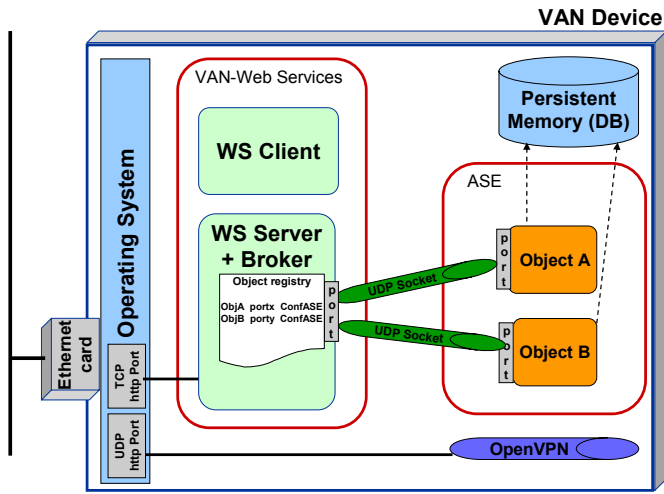 VAN Device
VAN-Web Services
Persistent
Memory (DB)
WS Client
ASE
Operating System
WS Server
+ Broker
Object registry
ObjA portx ConfASE
ObjB porty ConfASE
port
UDP Socket
port
Object A
UDP Socket
port
Object B
Ethernet
card
TCP
http Port
UDP
http Port
OpenVPN